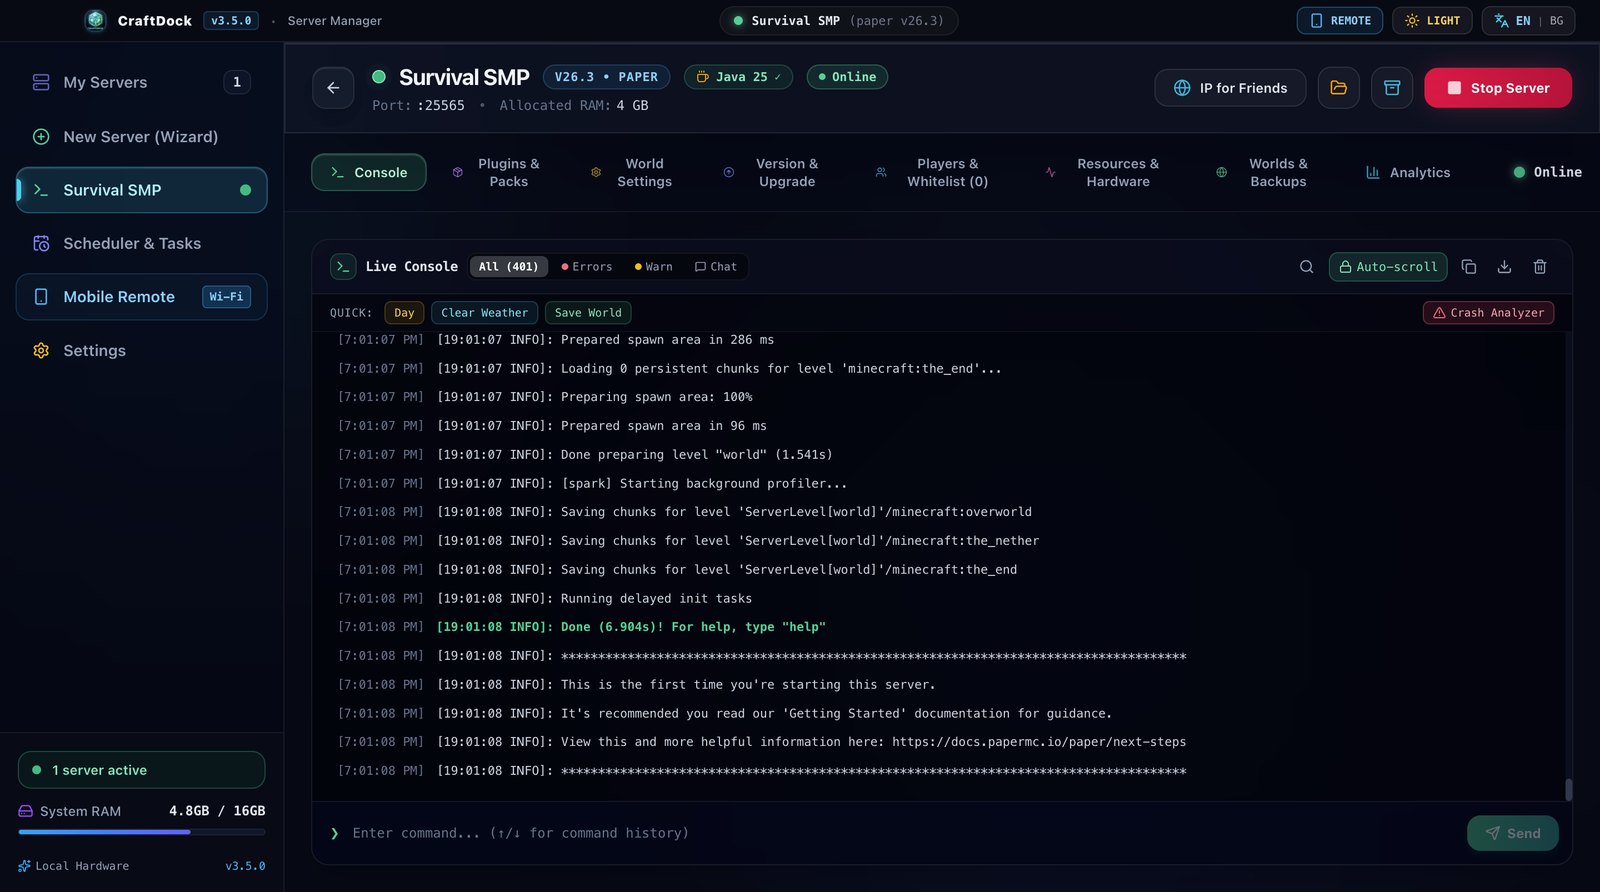 CraftDock v3.5.0 · Server Manager
Survival SMP (paper v26.3)
REMOTE
LIGHT
EN | BG
My Servers 1
New Server (Wizard)
Survival SMP
Scheduler & Tasks
Mobile Remote Wi-Fi
Settings
1 server active
System RAM 4.8GB / 16GB
Local Hardware v3.5.0
Survival SMP V26.3 • PAPER Java 25 ✓ Online
Port: :25565 • Allocated RAM: 4 GB
IP for Friends
Stop Server
Console
Plugins &
Packs
World
Settings
Version &
Upgrade
Players &
Whitelist (0)
Resources &
Hardware
Worlds &
Backups
Analytics
Online
Live Console All (401) Errors Warn Chat
Auto-scroll
QUICK: Day Clear Weather Save World
Crash Analyzer
[7:01:07 PM] [19:01:07 INFO]: Prepared spawn area in 286 ms
[7:01:07 PM] [19:01:07 INFO]: Loading 0 persistent chunks for level 'minecraft:the_end'...
[7:01:07 PM] [19:01:07 INFO]: Preparing spawn area: 100%
[7:01:07 PM] [19:01:07 INFO]: Prepared spawn area in 96 ms
[7:01:07 PM] [19:01:07 INFO]: Done preparing level "world" (1.541s)
[7:01:07 PM] [19:01:07 INFO]: [spark] Starting background profiler...
[7:01:08 PM] [19:01:08 INFO]: Saving chunks for level 'ServerLevel[world]'/minecraft:overworld
[7:01:08 PM] [19:01:08 INFO]: Saving chunks for level 'ServerLevel[world]'/minecraft:the_nether
[7:01:08 PM] [19:01:08 INFO]: Saving chunks for level 'ServerLevel[world]'/minecraft:the_end
[7:01:08 PM] [19:01:08 INFO]: Running delayed init tasks
[7:01:08 PM] [19:01:08 INFO]: Done (6.904s)! For help, type "help"
[7:01:08 PM] [19:01:08 INFO]: *************************************************************************************
[7:01:08 PM] [19:01:08 INFO]: This is the first time you're starting this server.
[7:01:08 PM] [19:01:08 INFO]: It's recommended you read our 'Getting Started' documentation for guidance.
[7:01:08 PM] [19:01:08 INFO]: View this and more helpful information here: https://docs.papermc.io/paper/next-steps
[7:01:08 PM] [19:01:08 INFO]: *************************************************************************************
❯ Enter command... (↑/↓ for command history)
Send